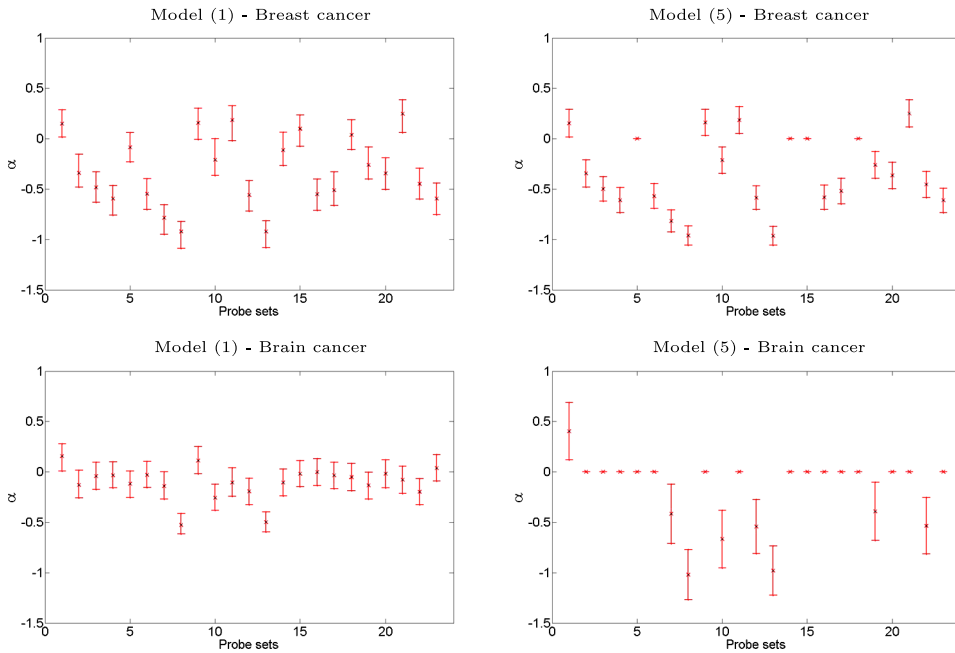 Model (1) - Breast cancer
1
0.5
0
-0.5
-1
-1.5
α
0 5 10 15 20
Probe sets
Model (5) - Breast cancer
1
0.5
0
-0.5
-1
-1.5
α
0 5 10 15 20
Probe sets
Model (1) - Brain cancer
1
0.5
0
-0.5
-1
-1.5
α
0 5 10 15 20
Probe sets
Model (5) - Brain cancer
1
0.5
0
-0.5
-1
-1.5
α
0 5 10 15 20
Probe sets